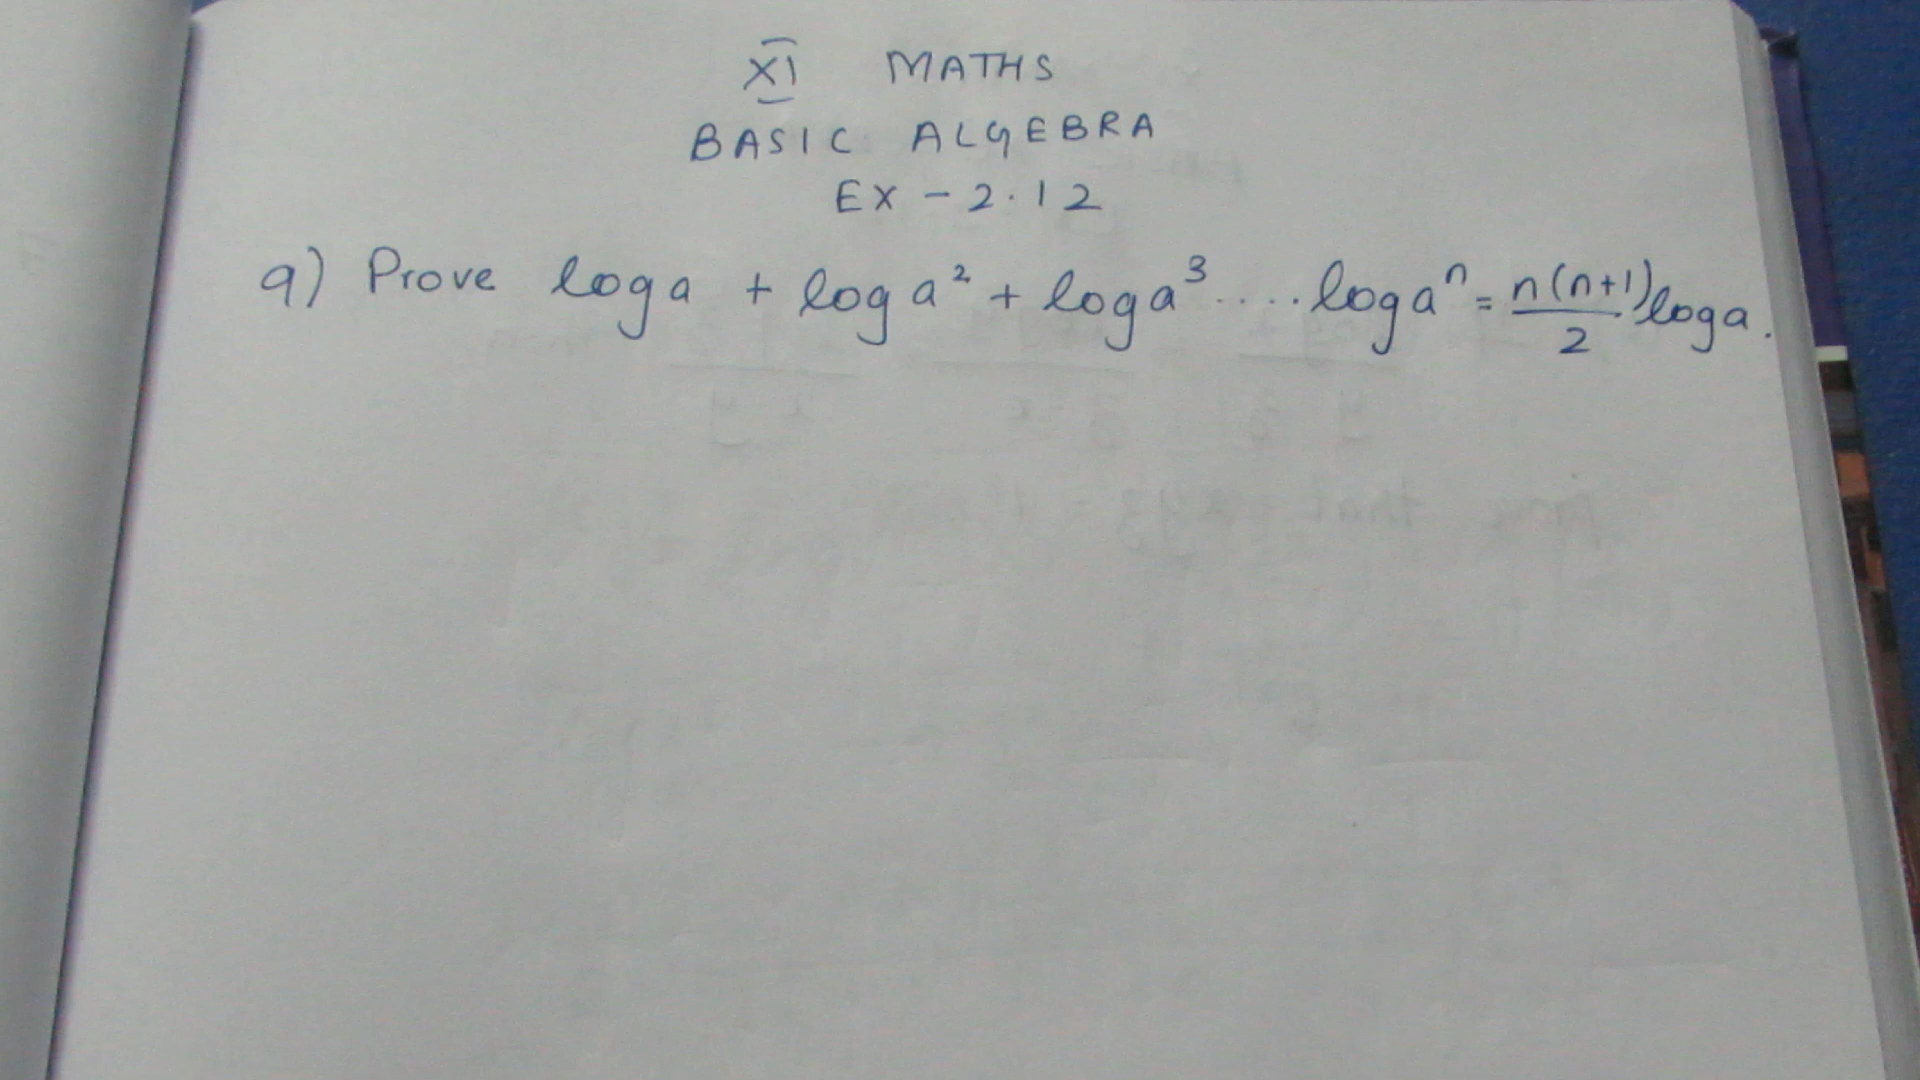 XI MATHS
BASIC ALGEBRA
EX - 2.12
9) Prove log a + log a² + log a³ .... log aⁿ = n(n+1)/2 log a.